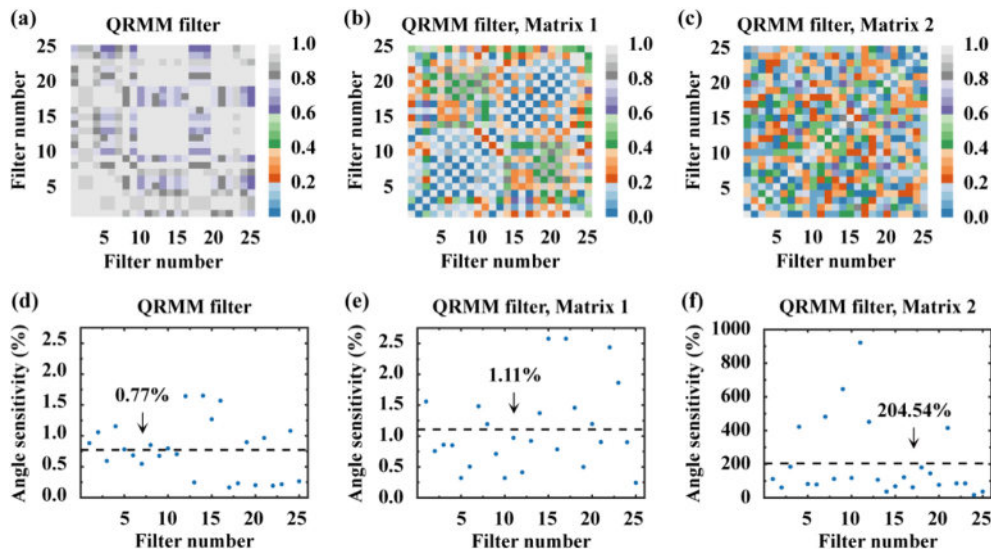 (a) QRMM filter
25
20
15
10
5
5 10 15 20 25
Filter number
Filter number
1.0
0.8
0.6
0.4
0.2
0.0
(b) QRMM filter, Matrix 1
25
20
15
10
5
5 10 15 20 25
Filter number
Filter number
1.0
0.8
0.6
0.4
0.2
0.0
(c) QRMM filter, Matrix 2
25
20
15
10
5
5 10 15 20 25
Filter number
Filter number
1.0
0.8
0.6
0.4
0.2
0.0
(d) QRMM filter
Angle sensitivity (%)
2.5
2.0
1.5
1.0
0.5
0.0
0.77%
5 10 15 20 25
Filter number
(e) QRMM filter, Matrix 1
Angle sensitivity (%)
2.5
2.0
1.5
1.0
0.5
0.0
1.11%
5 10 15 20 25
Filter number
(f) QRMM filter, Matrix 2
Angle sensitivity (%)
1000
800
600
400
200
0
204.54%
5 10 15 20 25
Filter number